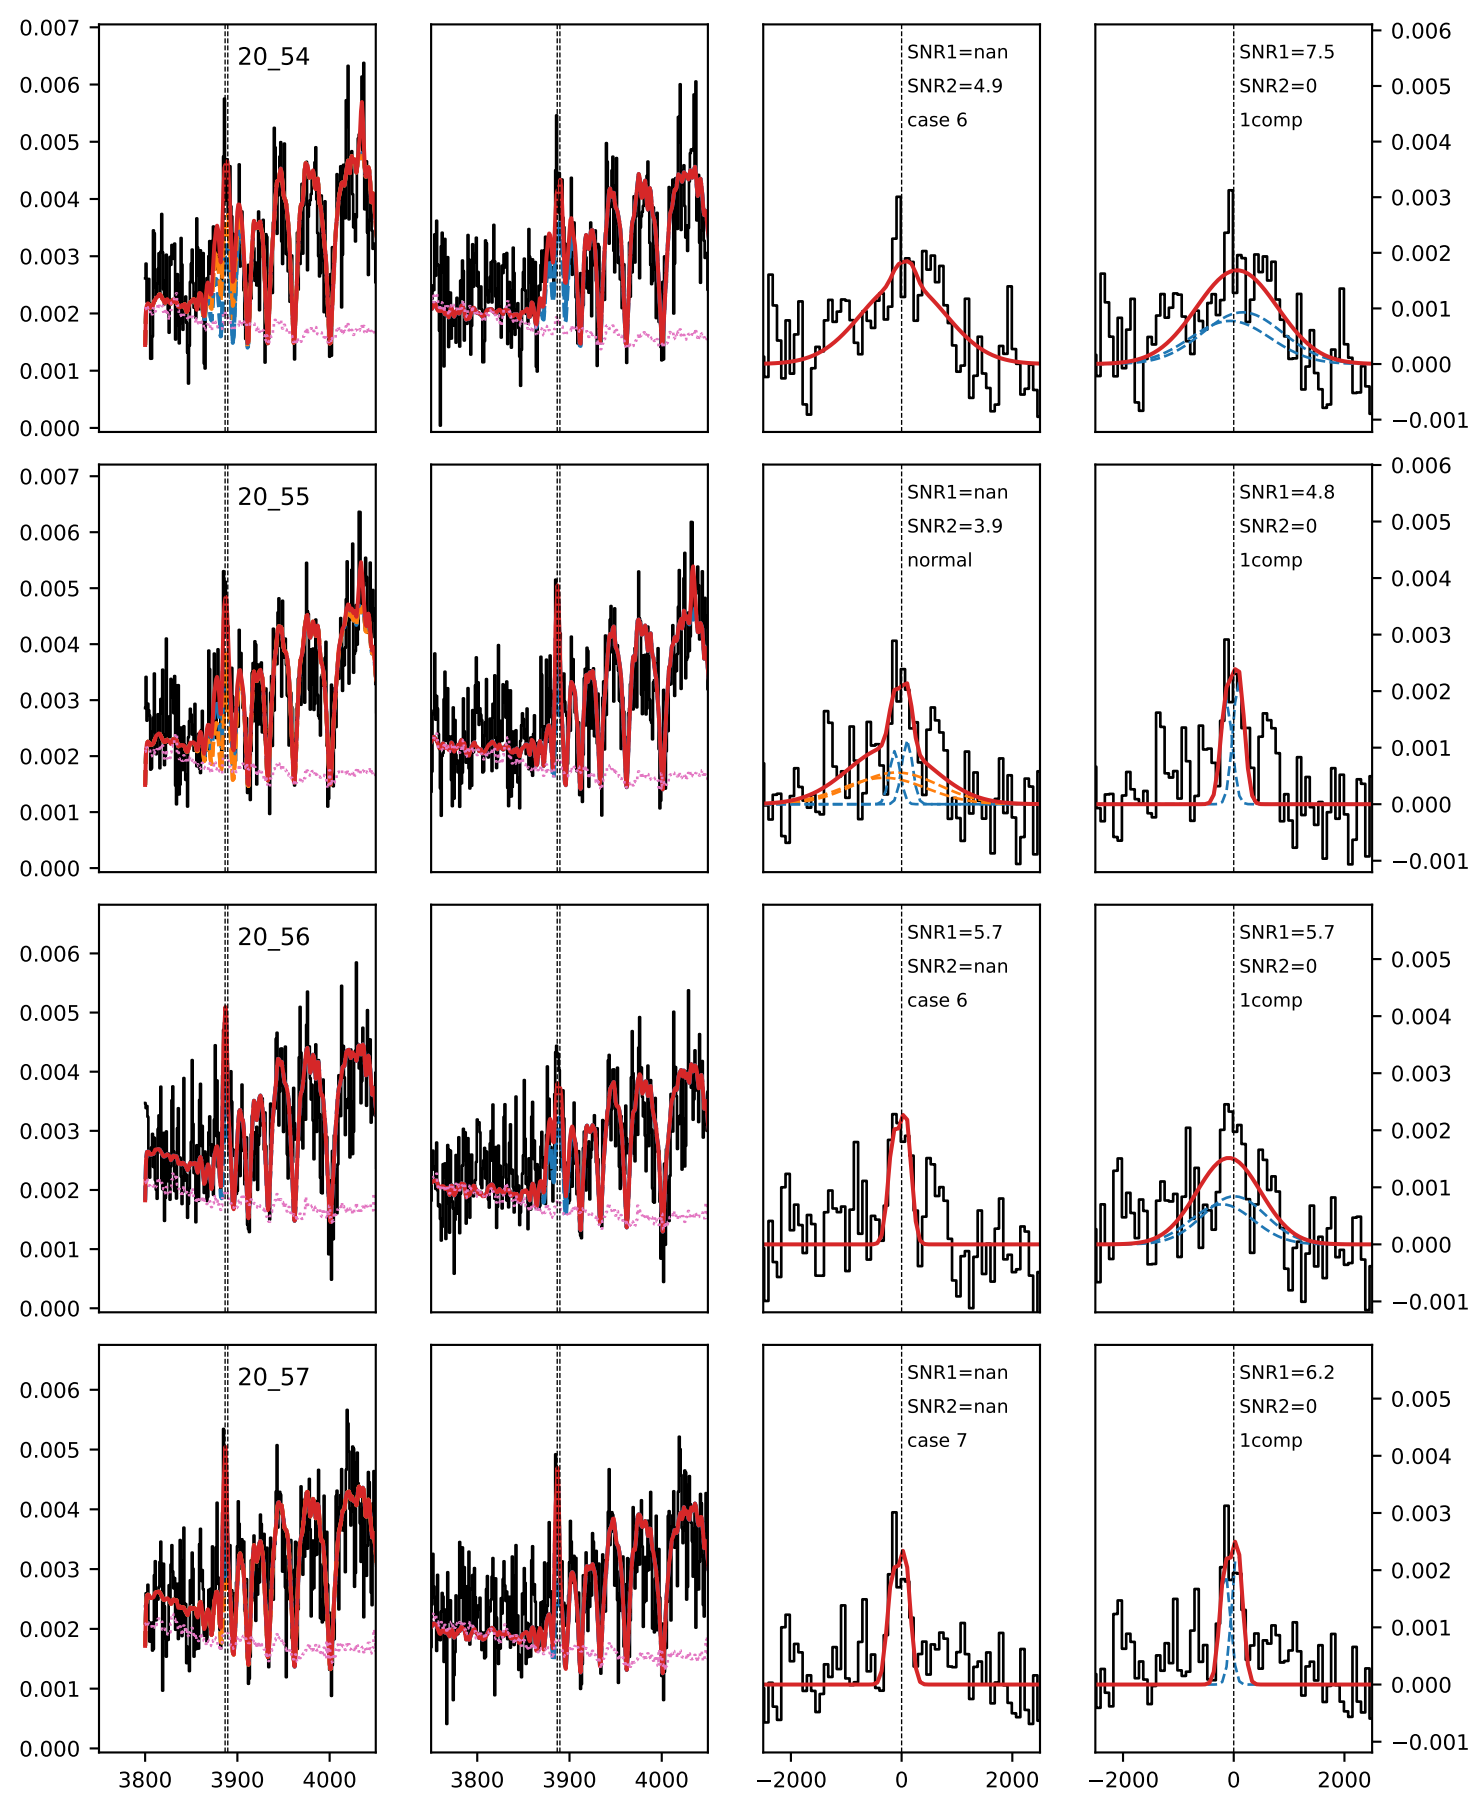 0.007
0.006
0.005
0.004
0.003
0.002
0.001
0.000
20_54
SNR1=nan
SNR2=4.9
case 6
SNR1=7.5
SNR2=0
1comp
0.006
0.005
0.004
0.003
0.002
0.001
0.000
−0.001
0.007
0.006
0.005
0.004
0.003
0.002
0.001
0.000
20_55
SNR1=nan
SNR2=3.9
normal
SNR1=4.8
SNR2=0
1comp
0.006
0.005
0.004
0.003
0.002
0.001
0.000
−0.001
0.006
0.005
0.004
0.003
0.002
0.001
0.000
20_56
SNR1=5.7
SNR2=nan
case 6
SNR1=5.7
SNR2=0
1comp
0.005
0.004
0.003
0.002
0.001
0.000
−0.001
0.006
0.005
0.004
0.003
0.002
0.001
0.000
20_57
SNR1=nan
SNR2=nan
case 7
SNR1=6.2
SNR2=0
1comp
0.005
0.004
0.003
0.002
0.001
0.000
−0.001
3800 3900 4000
3800 3900 4000
−2000 0 2000
−2000 0 2000